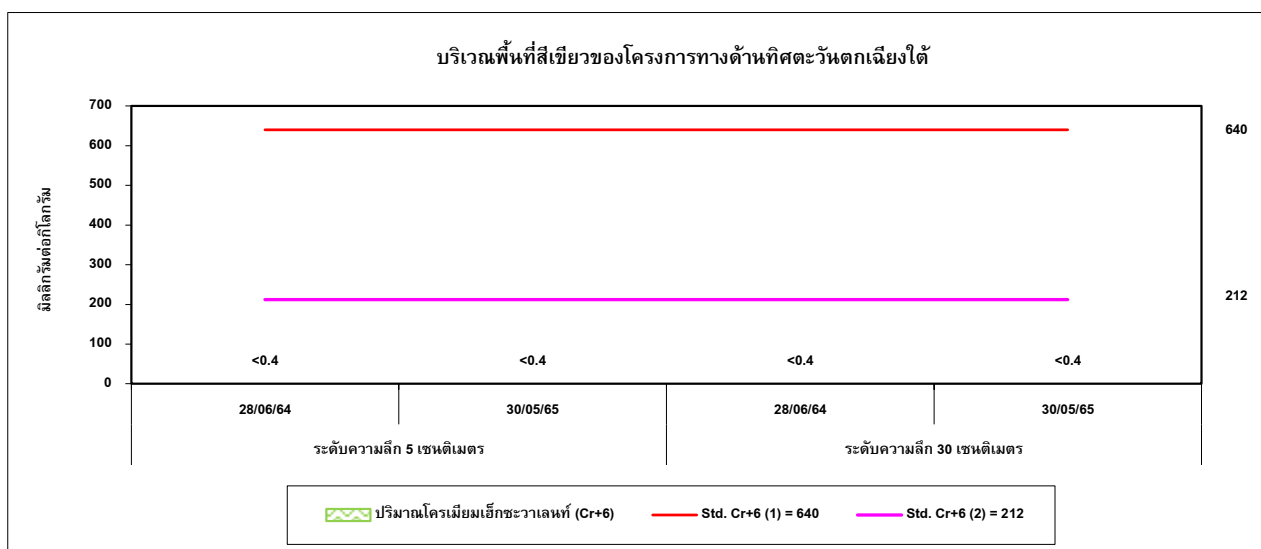 บริเวณพื้นที่สีเขียวของโครงการทางด้านทิศตะวันตกเฉียงใต้
มิลลิกรัมต่อกิโลกรัม
700
600
500
400
300
200
100
0
640
212
<0.4 <0.4 <0.4 <0.4
28/06/64 30/05/65 28/06/64 30/05/65
ระดับความลึก 5 เซนติเมตร ระดับความลึก 30 เซนติเมตร
ปริมาณโครเมียมเฮ็กซะวาเลนท์ (Cr+6) Std. Cr+6 (1) = 640 Std. Cr+6 (2) = 212